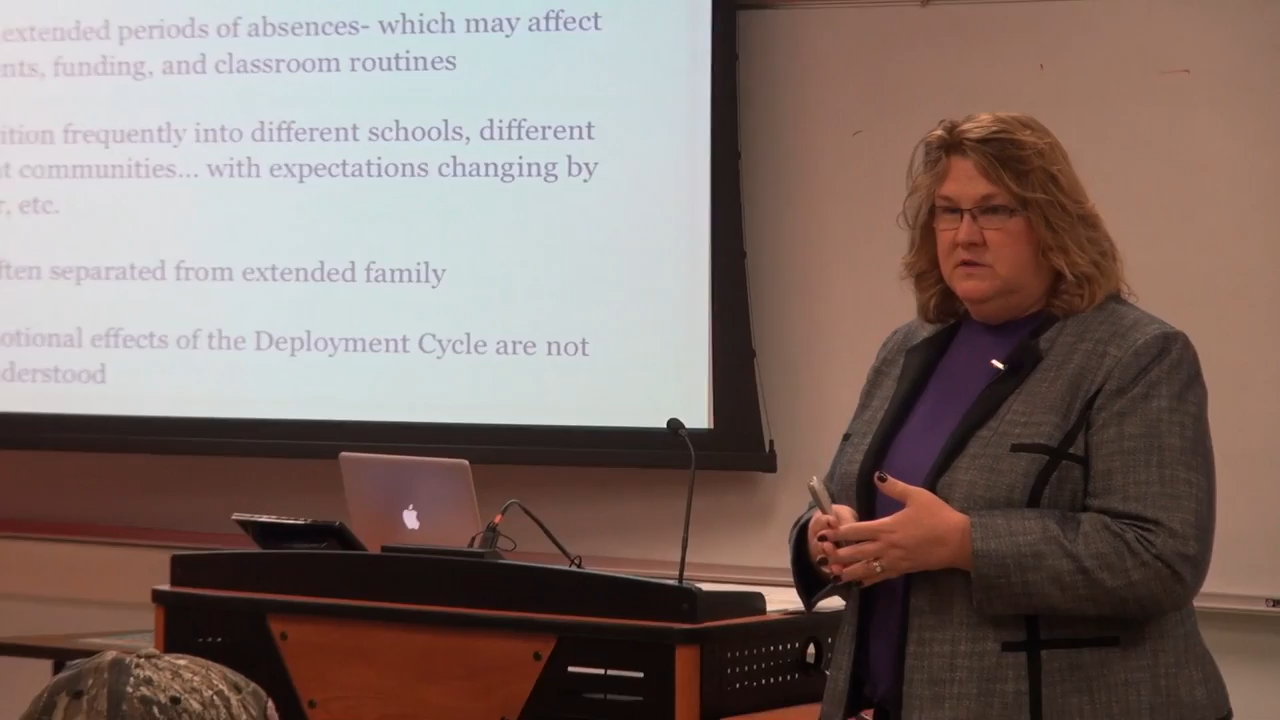 extended periods of absences- which may affect
nts, funding, and classroom routines
ition frequently into different schools, different
t communities... with expectations changing by
r, etc.
ften separated from extended family
otional effects of the Deployment Cycle are not
derstood